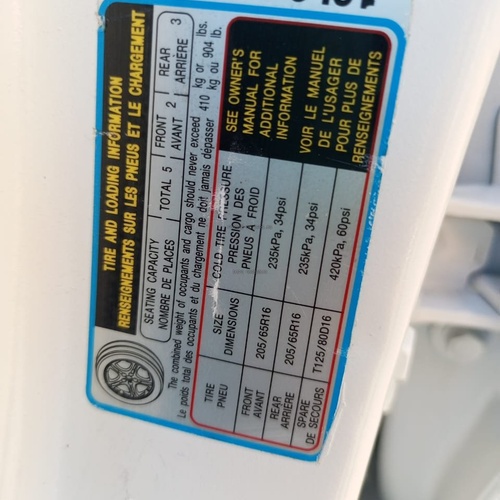 TIRE AND LOADING INFORMATION
RENSEIGNEMENTS SUR LES PNEUS ET LE CHARGEMENT
SEATING CAPACITY
NOMBRE DE PLACES
TOTAL 5
FRONT
AVANT 2
REAR
ARRIÈRE 3
The combined weight of occupants and cargo should never exceed 410 kg or 904 lbs.
Le poids total des occupants et du chargement ne doit jamais dépasser 410 kg ou 904 lb.
TIRE
PNEU
SIZE
DIMENSIONS
COLD TIRE PRESSURE
PRESSION DES
PNEUS À FROID
SEE OWNER'S
MANUAL FOR
ADDITIONAL
INFORMATION
VOIR LE MANUEL
DE L'USAGER
POUR PLUS DE
RENSEIGNEMENTS
FRONT
AVANT
205/65R16
235kPa, 34psi
REAR
ARRIÈRE
205/65R16
235kPa, 34psi
SPARE
DE SECOURS
T125/80D16
420kPa, 60psi